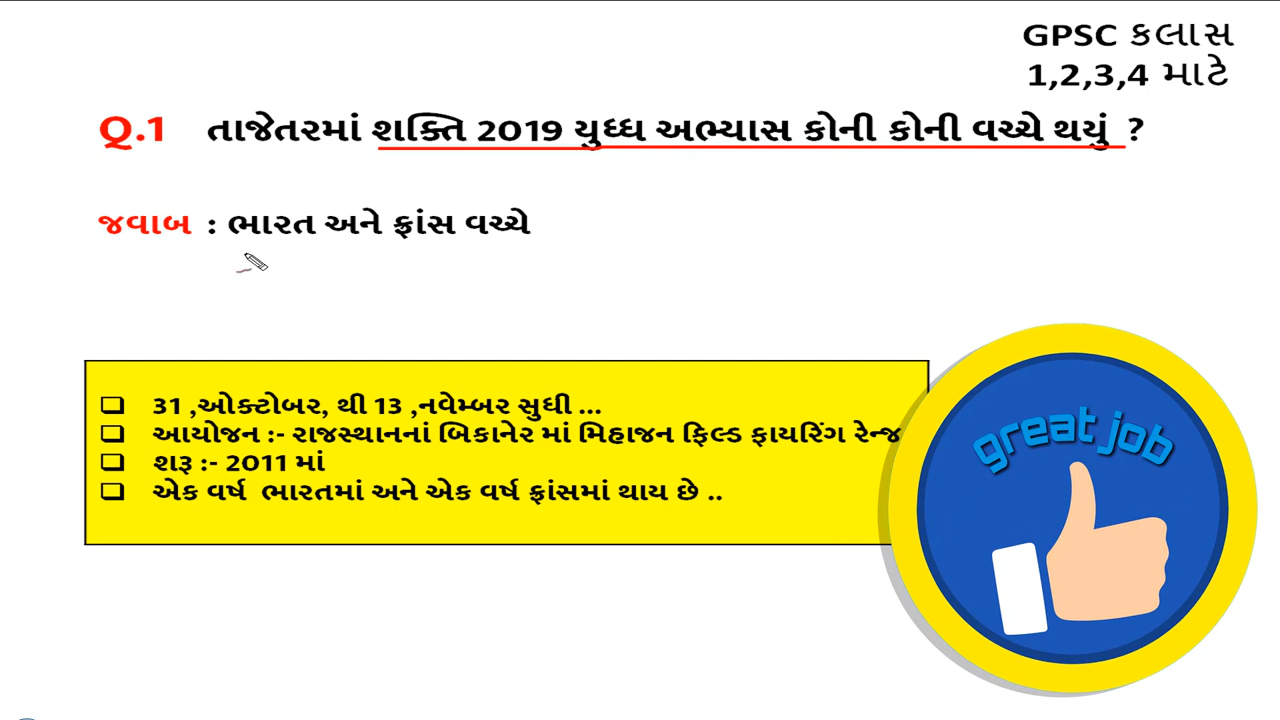 GPSC કલાસ
1,2,3,4 માટે
Q.1 તાજેતરમાં શક્તિ 2019 યુધ્ધ અભ્યાસ કોની કોની વચ્ચે થયું ?
જવાબ : ભારત અને ફ્રાંસ વચ્ચે
31 ,ઓક્ટોબર, થી 13 ,નવેમ્બર સુધી ...
આયોજન :- રાજસ્થાનનાં બિકાનેર માં મિહાજન ફિલ્ડ ફાયરિંગ રેન્જ
શરૂ :- 2011 માં
એક વર્ષ ભારતમાં અને એક વર્ષ ફ્રાંસમાં થાય છે ..
great job